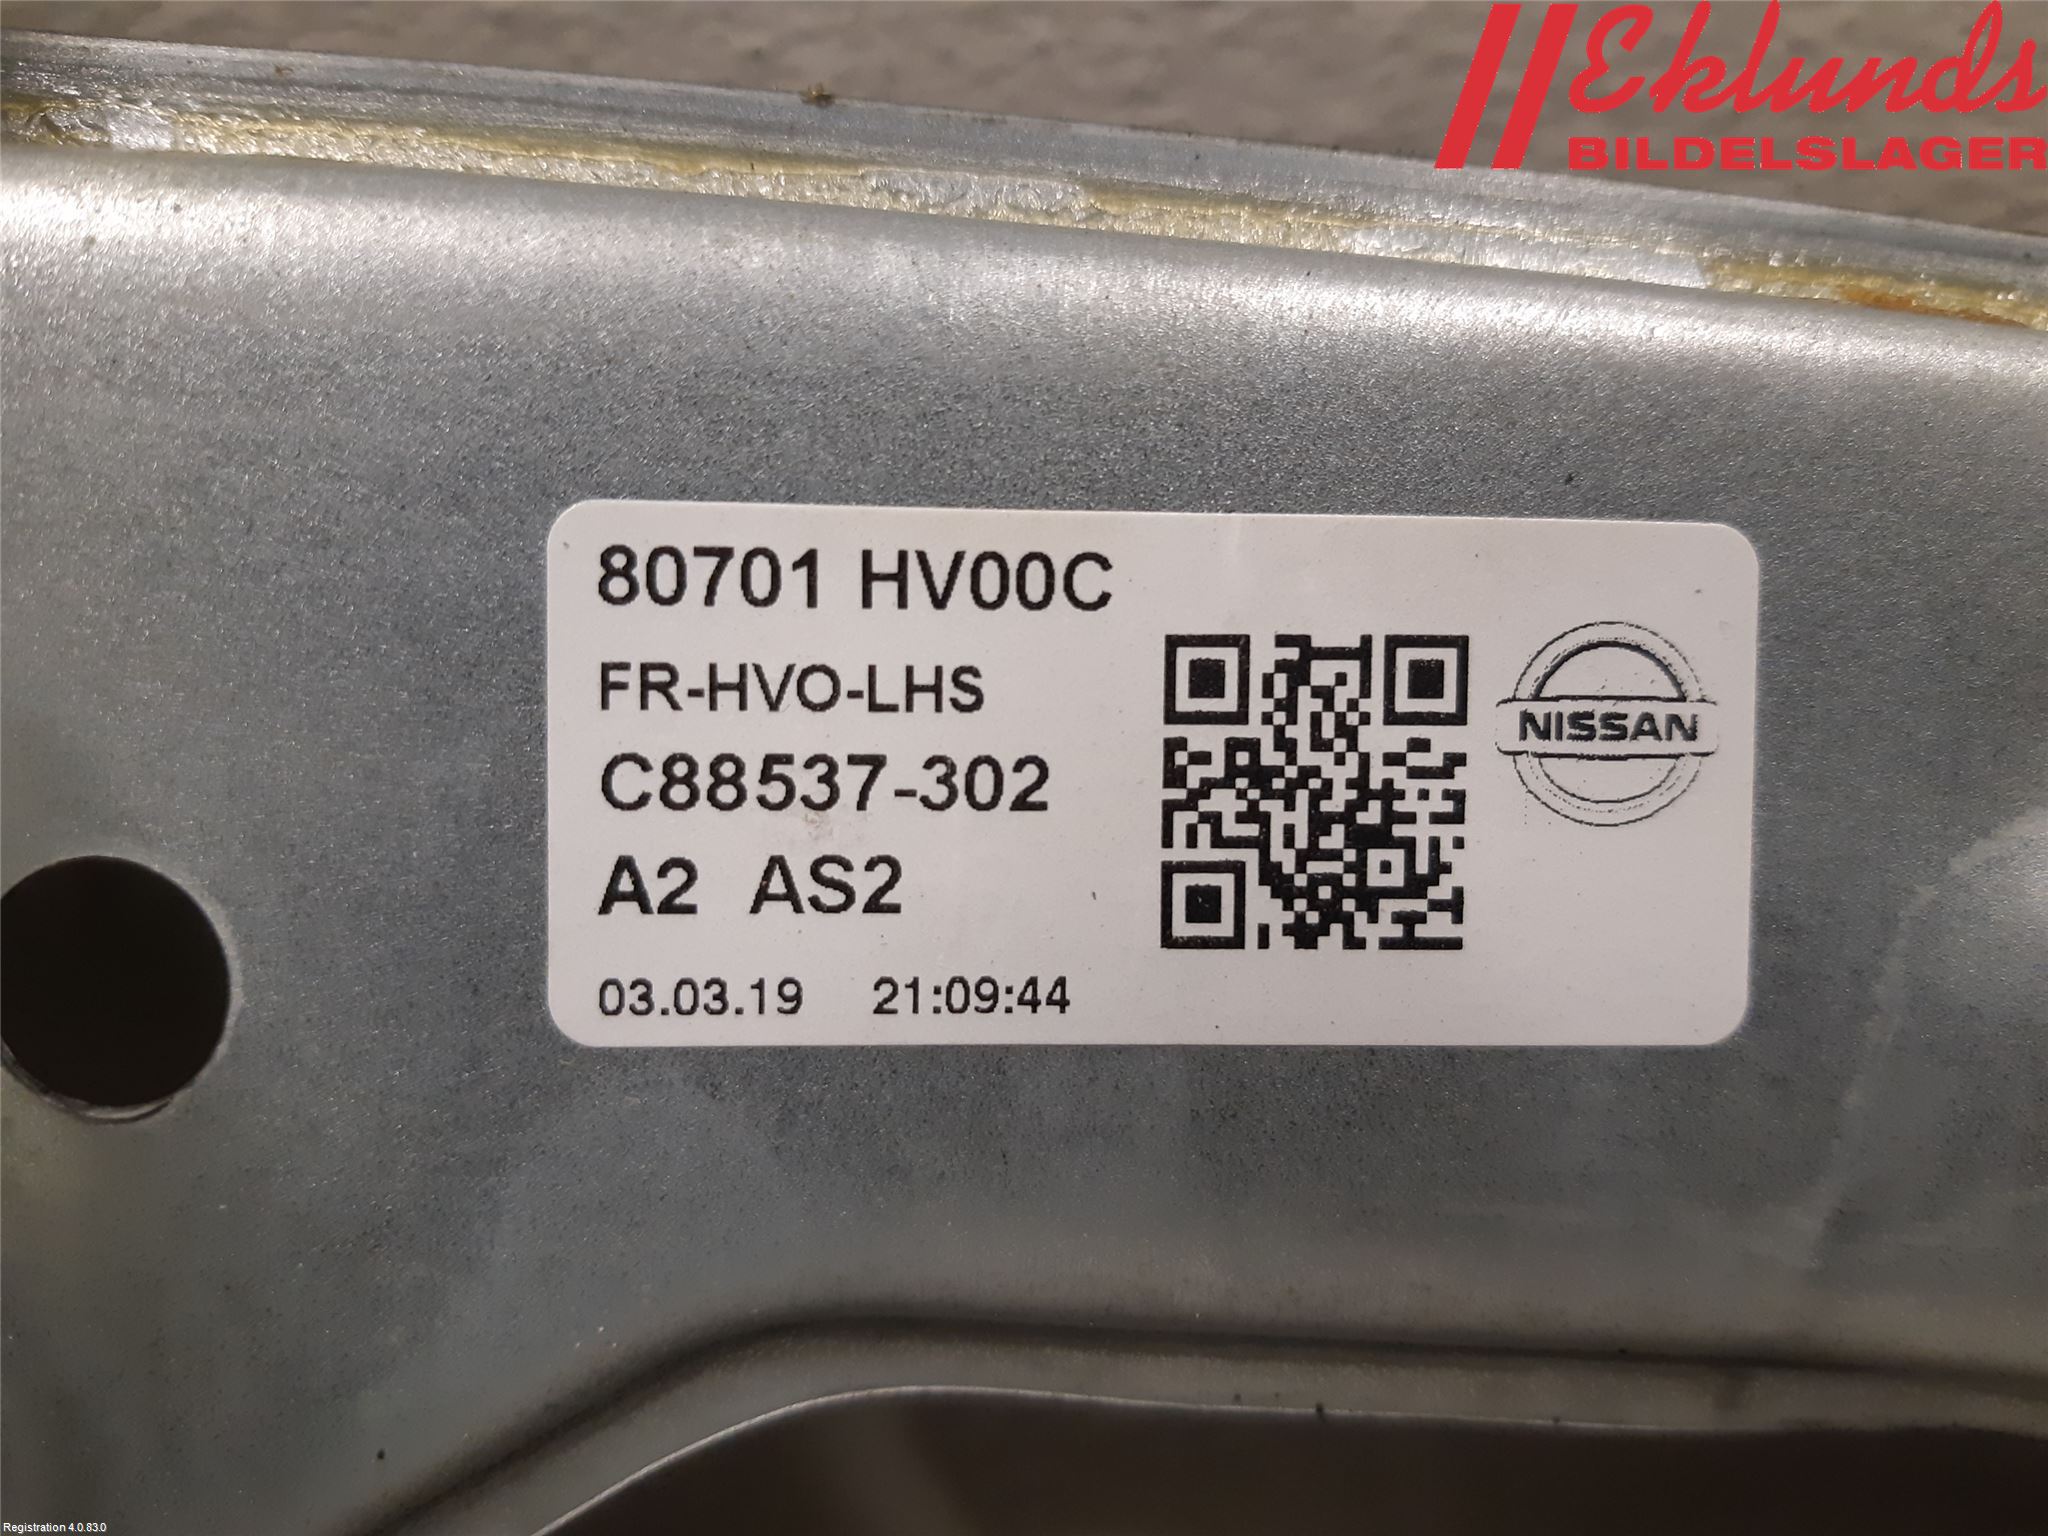 Eklunds
BILDELSLAGER
80701 HV00C
FR-HVO-LHS
C88537-302
A2 AS2
03.03.19 21:09:44
NISSAN
Registration 4.0.83.0